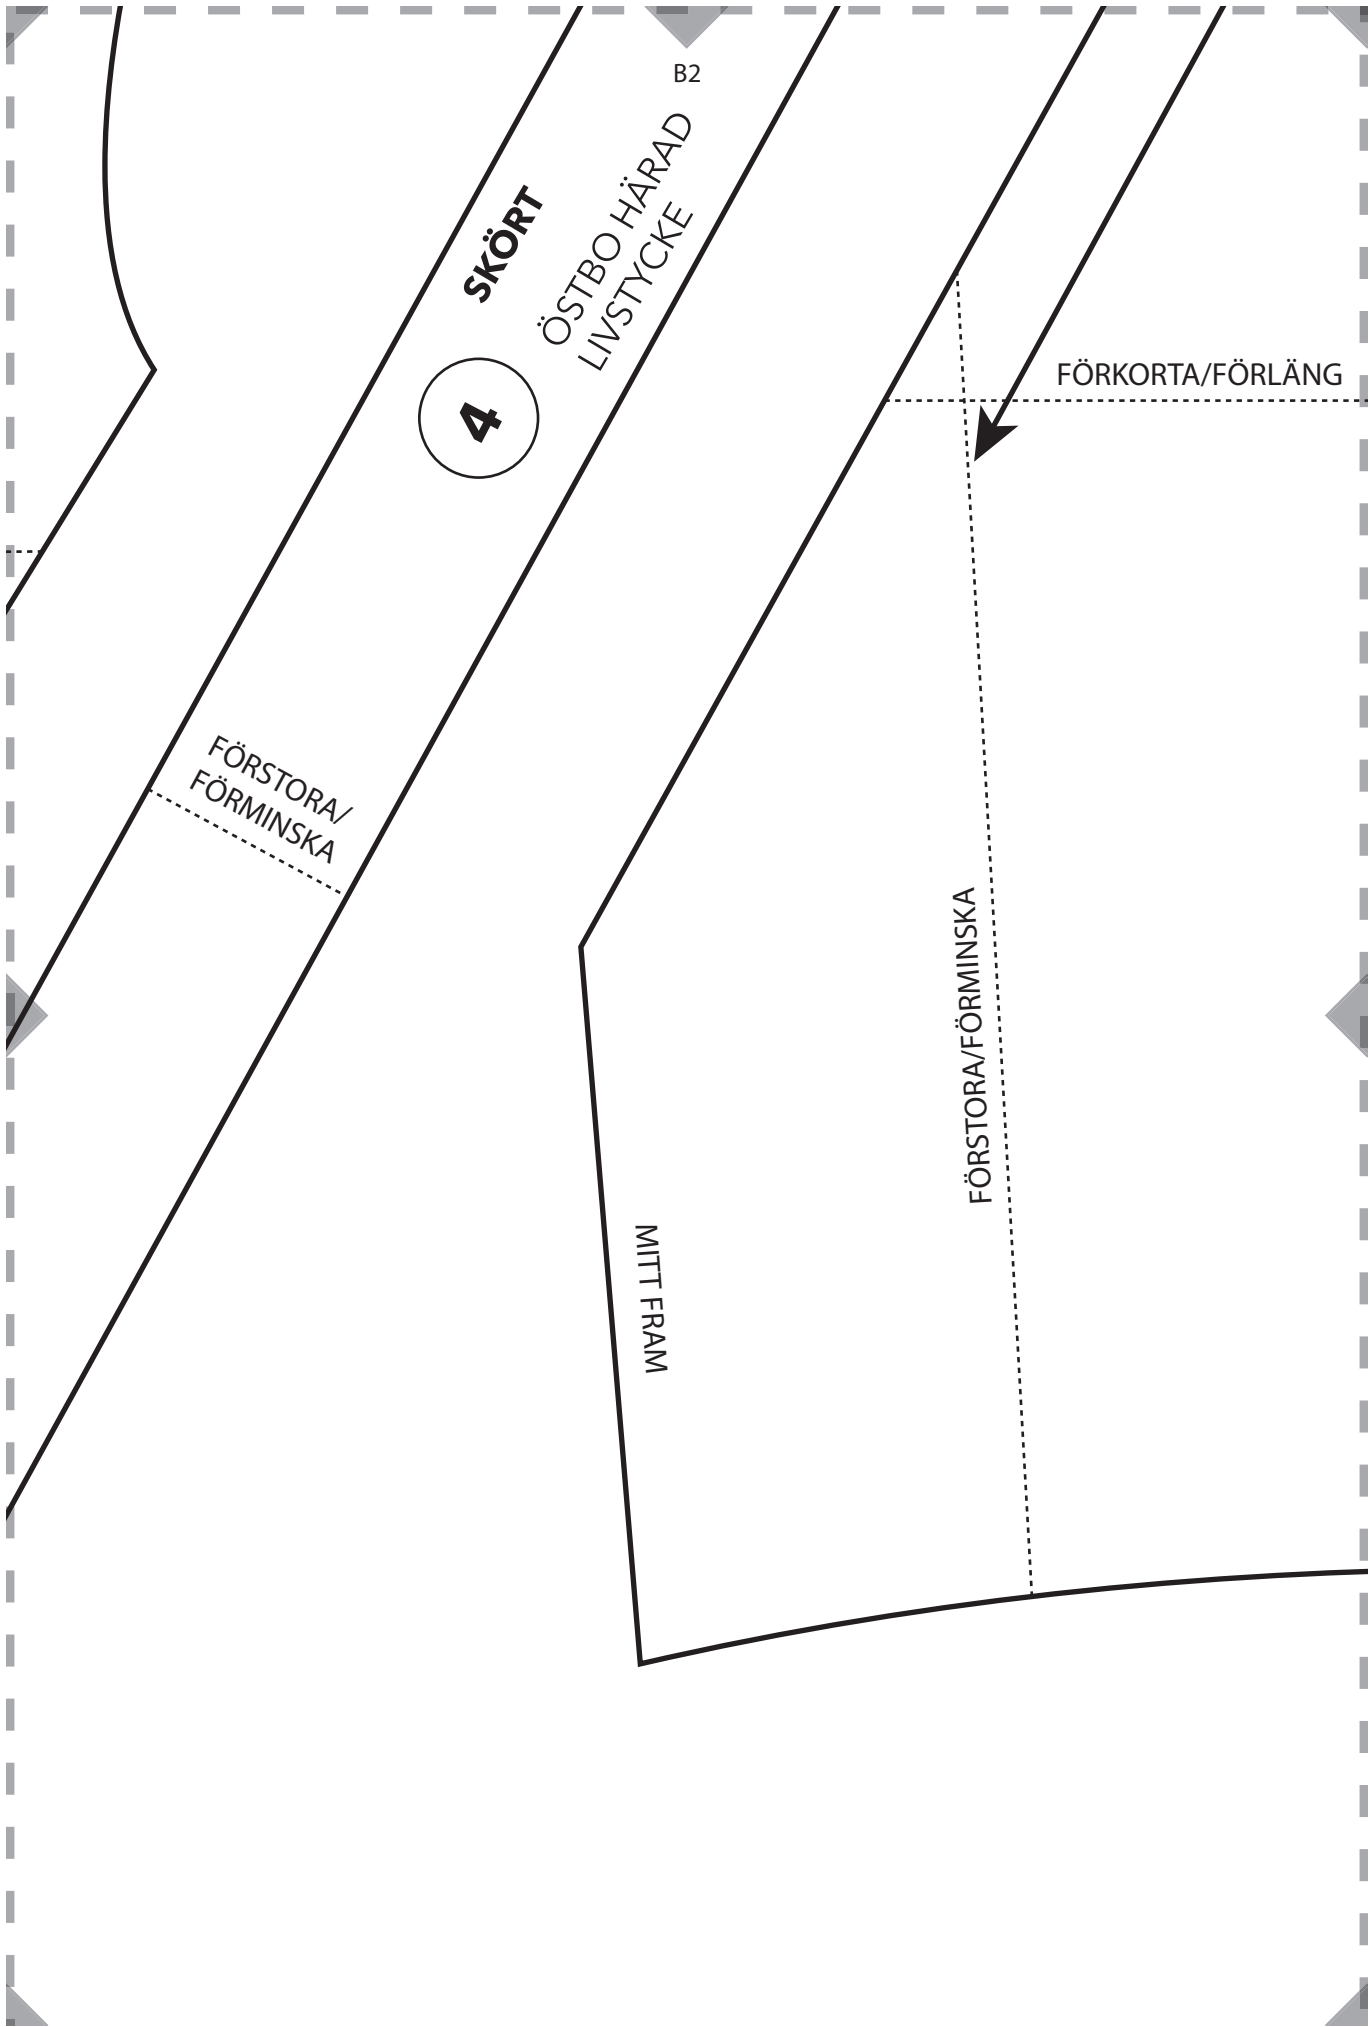 B2
SKÖRT
ÖSTBO HÄRAD
LIVSTYCKE
4
FÖRKORTA/FÖRLÄNG
FÖRSTORA/
FÖRMINSKA
FÖRSTORA/FÖRMINSKA
MITT FRAM